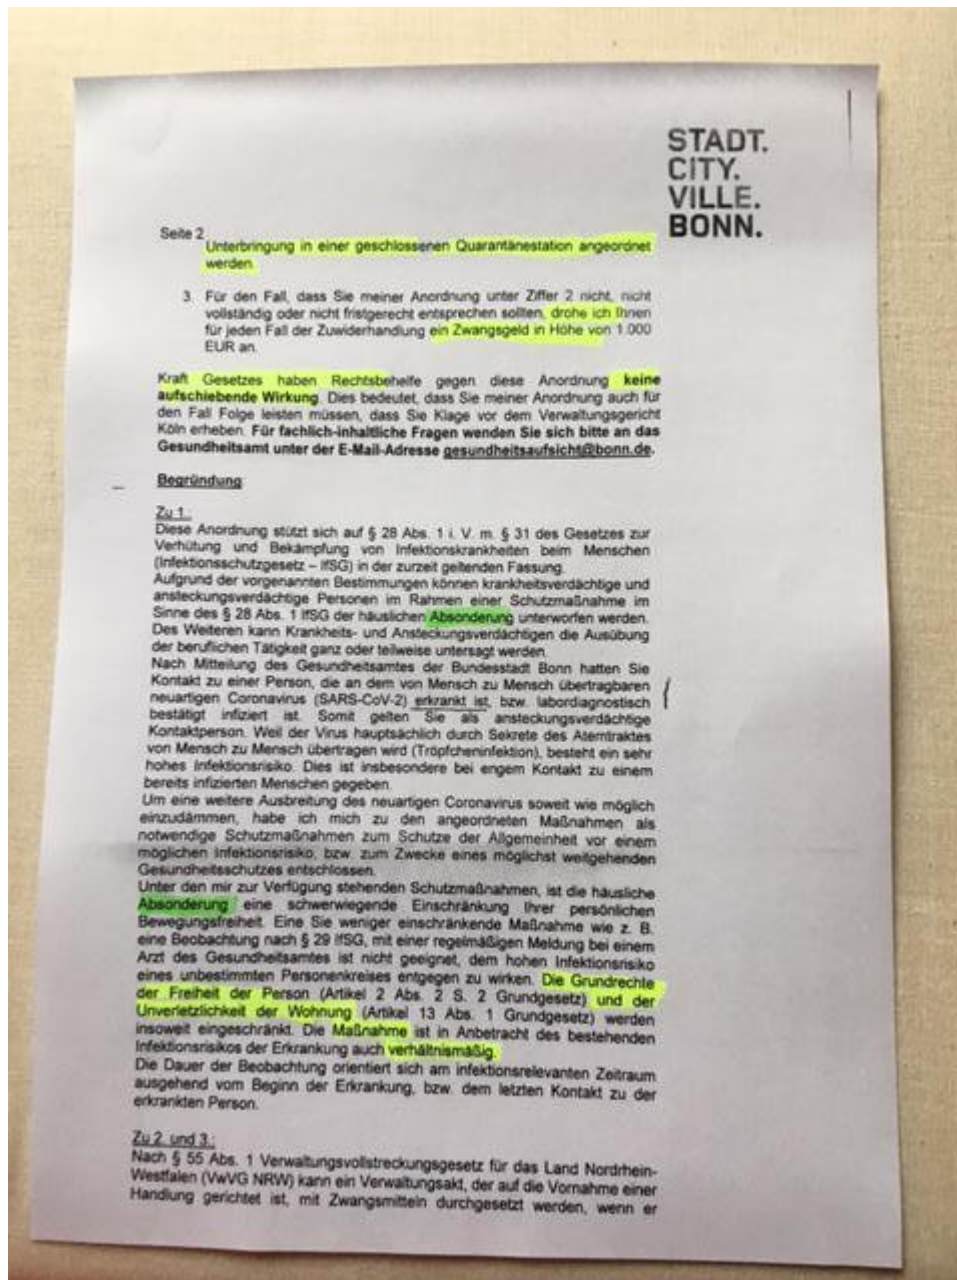 STADT.
CITY.
VILLE.
BONN.
Seite 2
Unterbringung in einer geschlossenen Quarantänestation angeordnet
werden.
3. Für den Fall, dass Sie meiner Anordnung unter Ziffer 2 nicht, nicht
vollständig oder nicht fristgerecht entsprechen sollten, drohe ich Ihnen
für jeden Fall der Zuwiderhandlung ein Zwangsgeld in Höhe von 1.000
EUR an.
Kraft Gesetzes haben Rechtsbehelfe gegen diese Anordnung keine
aufschiebende Wirkung. Dies bedeutet, dass Sie meiner Anordnung auch für
den Fall Folge leisten müssen, dass Sie Klage vor dem Verwaltungsgericht
Köln erheben. Für fachlich-inhaltliche Fragen wenden Sie sich bitte an das
Gesundheitsamt unter der E-Mail-Adresse gesundheitsaufsicht@bonn.de.
Begründung:
Zu 1.:
Diese Anordnung stützt sich auf § 28 Abs. 1 i. V. m. § 31 des Gesetzes zur
Verhütung und Bekämpfung von Infektionskrankheiten beim Menschen
(Infektionsschutzgesetz – IfSG) in der zurzeit geltenden Fassung.
Aufgrund der vorgenannten Bestimmungen können krankheitsverdächtige und
ansteckungsverdächtige Personen im Rahmen einer Schutzmaßnahme im
Sinne des § 28 Abs. 1 IfSG der häuslichen Absonderung unterworfen werden.
Des Weiteren kann Krankheits- und Ansteckungsverdächtigen die Ausübung
der beruflichen Tätigkeit ganz oder teilweise untersagt werden.
Nach Mitteilung des Gesundheitsamtes der Bundesstadt Bonn hatten Sie
Kontakt zu einer Person, die an dem von Mensch zu Mensch übertragbaren
neuartigen Coronavirus (SARS-CoV-2) erkrankt ist, bzw. labordiagnostisch
bestätigt infiziert ist. Somit gelten Sie als ansteckungsverdächtige
Kontaktperson. Weil der Virus hauptsächlich durch Sekrete des Atemtraktes
von Mensch zu Mensch übertragen wird (Tröpfcheninfektion), besteht ein sehr
hohes Infektionsrisiko. Dies ist insbesondere bei engem Kontakt zu einem
bereits infizierten Menschen gegeben.
Um eine weitere Ausbreitung des neuartigen Coronavirus soweit wie möglich
einzudämmen, habe ich mich zu den angeordneten Maßnahmen als
notwendige Schutzmaßnahmen zum Schutze der Allgemeinheit vor einem
möglichen Infektionsrisiko, bzw. zum Zwecke eines möglichst weitgehenden
Gesundheitsschutzes entschlossen.
Unter den mir zur Verfügung stehenden Schutzmaßnahmen, ist die häusliche
Absonderung eine schwerwiegende Einschränkung Ihrer persönlichen
Bewegungsfreiheit. Eine Sie weniger einschränkende Maßnahme wie z. B.
eine Beobachtung nach § 29 IfSG, mit einer regelmäßigen Meldung bei einem
Arzt des Gesundheitsamtes ist nicht geeignet, dem hohen Infektionsrisiko
eines unbestimmten Personenkreises entgegen zu wirken. Die Grundrechte
der Freiheit der Person (Artikel 2 Abs. 2 S. 2 Grundgesetz) und der
Unverletzlichkeit der Wohnung (Artikel 13 Abs. 1 Grundgesetz) werden
insoweit eingeschränkt. Die Maßnahme ist in Anbetracht des bestehenden
Infektionsrisikos der Erkrankung auch verhältnismäßig.
Die Dauer der Beobachtung orientiert sich am infektionsrelevanten Zeitraum
ausgehend vom Beginn der Erkrankung, bzw. dem letzten Kontakt zu der
erkrankten Person.
Zu 2. und 3.:
Nach § 55 Abs. 1 Verwaltungsvollstreckungsgesetz für das Land Nordrhein-
Westfalen (VwVG NRW) kann ein Verwaltungsakt, der auf die Vornahme einer
Handlung gerichtet ist, mit Zwangsmitteln durchgesetzt werden, wenn er